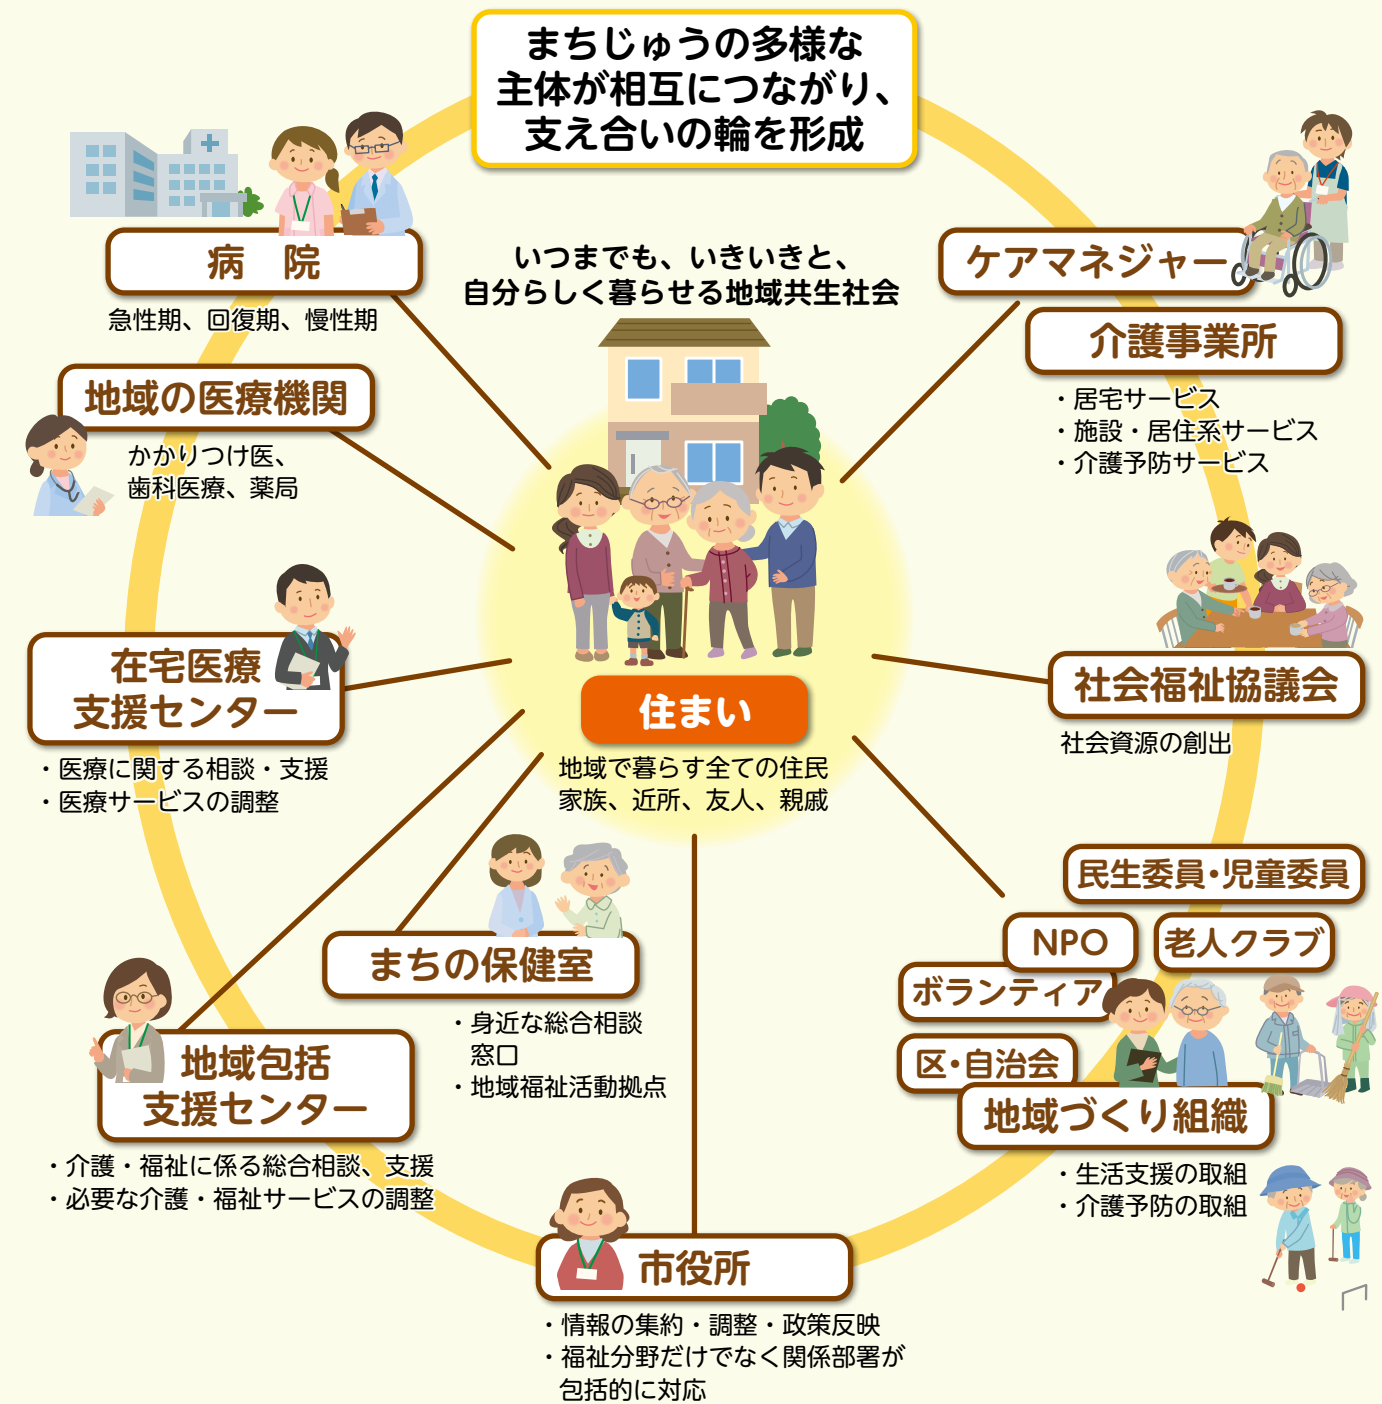 まちじゅうの多様な
主体が相互につながり、
支え合いの輪を形成
いつまでも、いきいきと、
自分らしく暮らせる地域共生社会
病　院
急性期、回復期、慢性期
地域の医療機関
かかりつけ医、
歯科医療、薬局
在宅医療
支援センター
・医療に関する相談・支援
・医療サービスの調整
ケアマネジャー
介護事業所
・居宅サービス
・施設・居住系サービス
・介護予防サービス
社会福祉協議会
社会資源の創出
住まい
地域で暮らす全ての住民
家族、近所、友人、親戚
まちの保健室
・身近な総合相談
窓口
・地域福祉活動拠点
地域包括
支援センター
・介護・福祉に係る総合相談、支援
・必要な介護・福祉サービスの調整
民生委員・児童委員
NPO
老人クラブ
ボランティア
区・自治会
地域づくり組織
・生活支援の取組
・介護予防の取組
市役所
・情報の集約・調整・政策反映
・福祉分野だけでなく関係部署が
包括的に対応